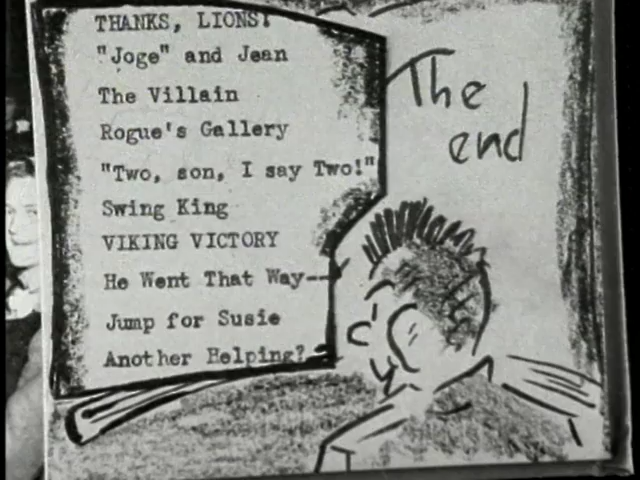 THANKS, LIONS!
"Joge" and Jean
The Villain
Rogue's Gallery
"Two, son, I say Two!"
Swing King
VIKING VICTORY
He Went That Way--
Jump for Susie
Another Helping?
The
end